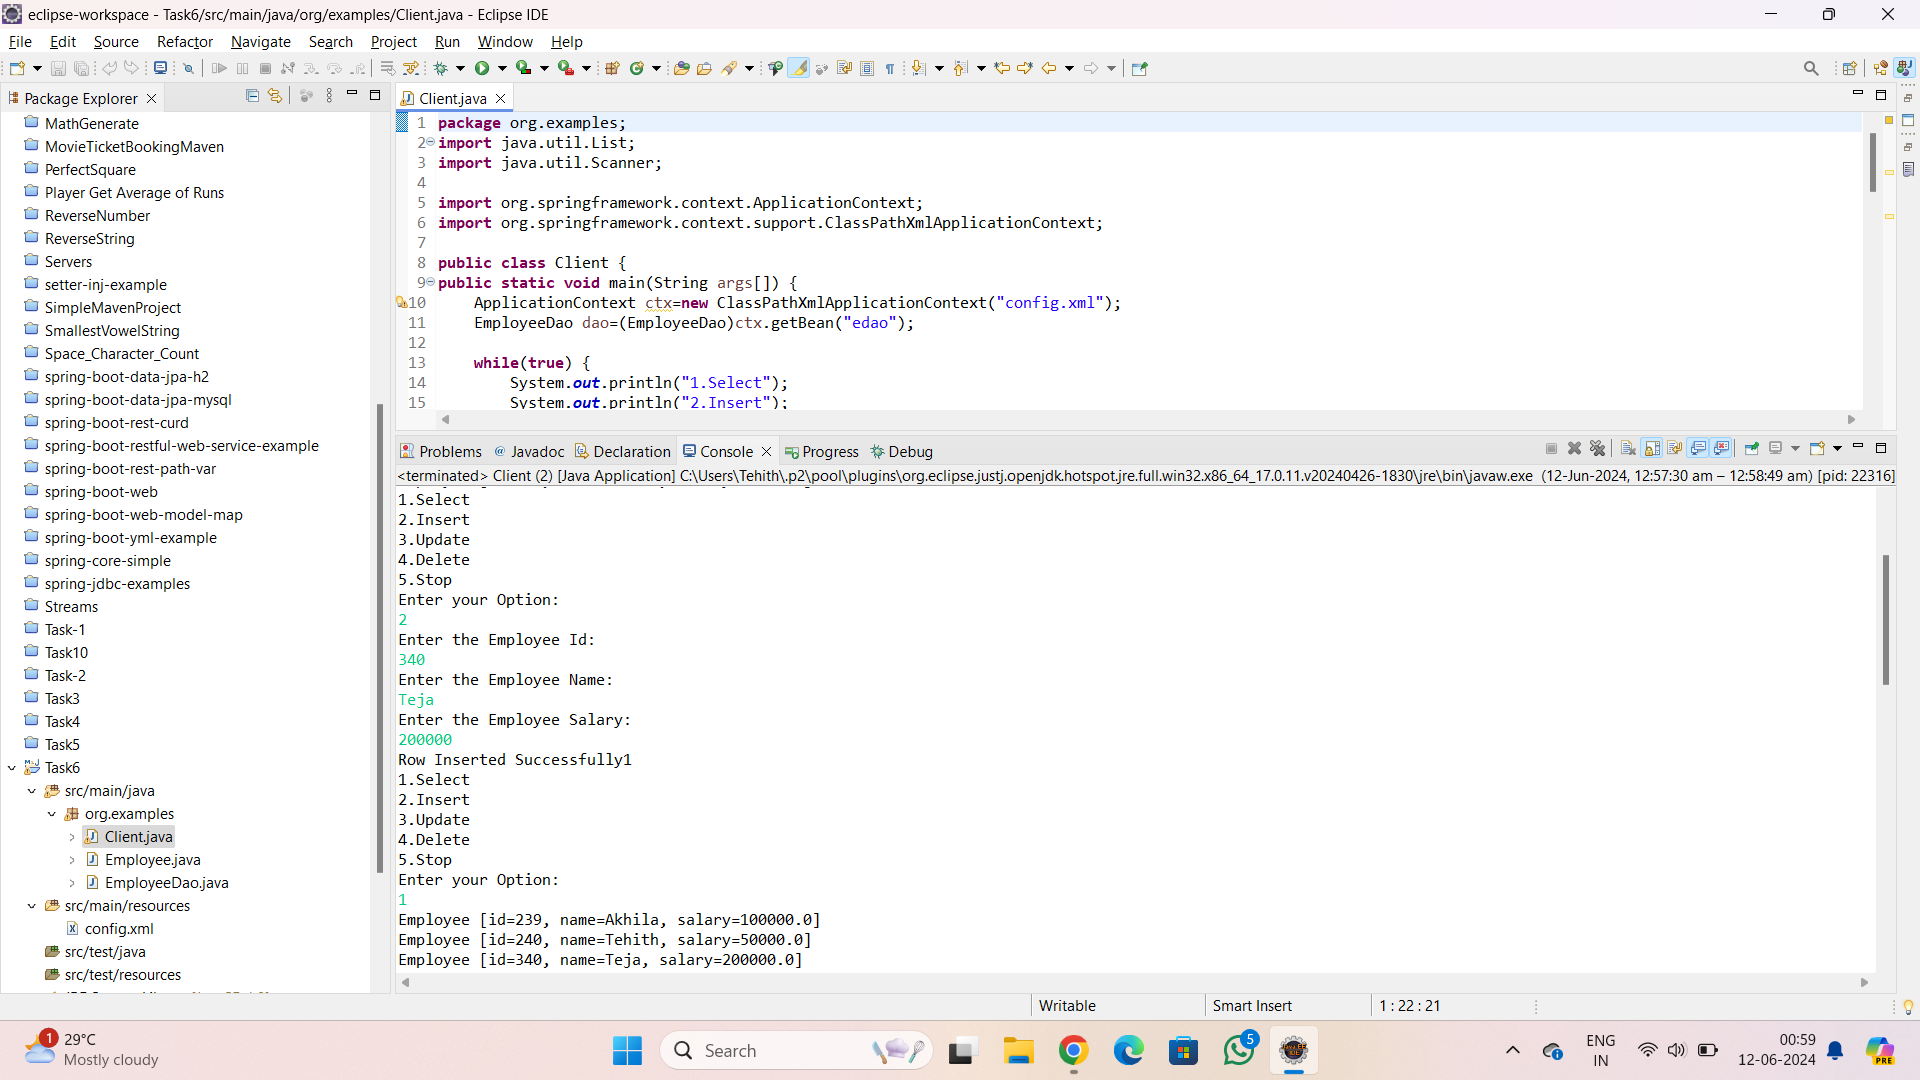 eclipse-workspace - Task6/src/main/java/org/examples/Client.java - Eclipse IDE
File Edit Source Refactor Navigate Search Project Run Window Help
Package Explorer
MathGenerate
MovieTicketBookingMaven
PerfectSquare
Player Get Average of Runs
ReverseNumber
ReverseString
Servers
setter-inj-example
SimpleMavenProject
SmallestVowelString
Space_Character_Count
spring-boot-data-jpa-h2
spring-boot-data-jpa-mysql
spring-boot-rest-curd
spring-boot-restful-web-service-example
spring-boot-rest-path-var
spring-boot-web
spring-boot-web-model-map
spring-boot-yml-example
spring-core-simple
spring-jdbc-examples
Streams
Task-1
Task10
Task-2
Task3
Task4
Task5
Task6
src/main/java
org.examples
Client.java
Employee.java
EmployeeDao.java
src/main/resources
config.xml
src/test/java
src/test/resources
Client.java
1 package org.examples;
2 import java.util.List;
3 import java.util.Scanner;
4
5 import org.springframework.context.ApplicationContext;
6 import org.springframework.context.support.ClassPathXmlApplicationContext;
7
8 public class Client {
9 public static void main(String args[]) {
10 ApplicationContext ctx=new ClassPathXmlApplicationContext("config.xml");
11 EmployeeDao dao=(EmployeeDao)ctx.getBean("edao");
12
13 while(true) {
14 System.out.println("1.Select");
15 System.out.println("2.Insert");
Problems Javadoc Declaration Console Progress Debug
<terminated> Client (2) [Java Application] C:\Users\Tehith\.p2\pool\plugins\org.eclipse.justj.openjdk.hotspot.jre.full.win32.x86_64_17.0.11.v20240426-1830\jre\bin\javaw.exe (12-Jun-2024, 12:57:30 am – 12:58:49 am) [pid: 22316]
1.Select
2.Insert
3.Update
4.Delete
5.Stop
Enter your Option:
2
Enter the Employee Id:
340
Enter the Employee Name:
Teja
Enter the Employee Salary:
200000
Row Inserted Successfully1
1.Select
2.Insert
3.Update
4.Delete
5.Stop
Enter your Option:
1
Employee [id=239, name=Akhila, salary=100000.0]
Employee [id=240, name=Tehith, salary=50000.0]
Employee [id=340, name=Teja, salary=200000.0]
Writable Smart Insert 1 : 22 : 21
1
29°C
Mostly cloudy
Search
5
ENG
IN
00:59
12-06-2024
PRE